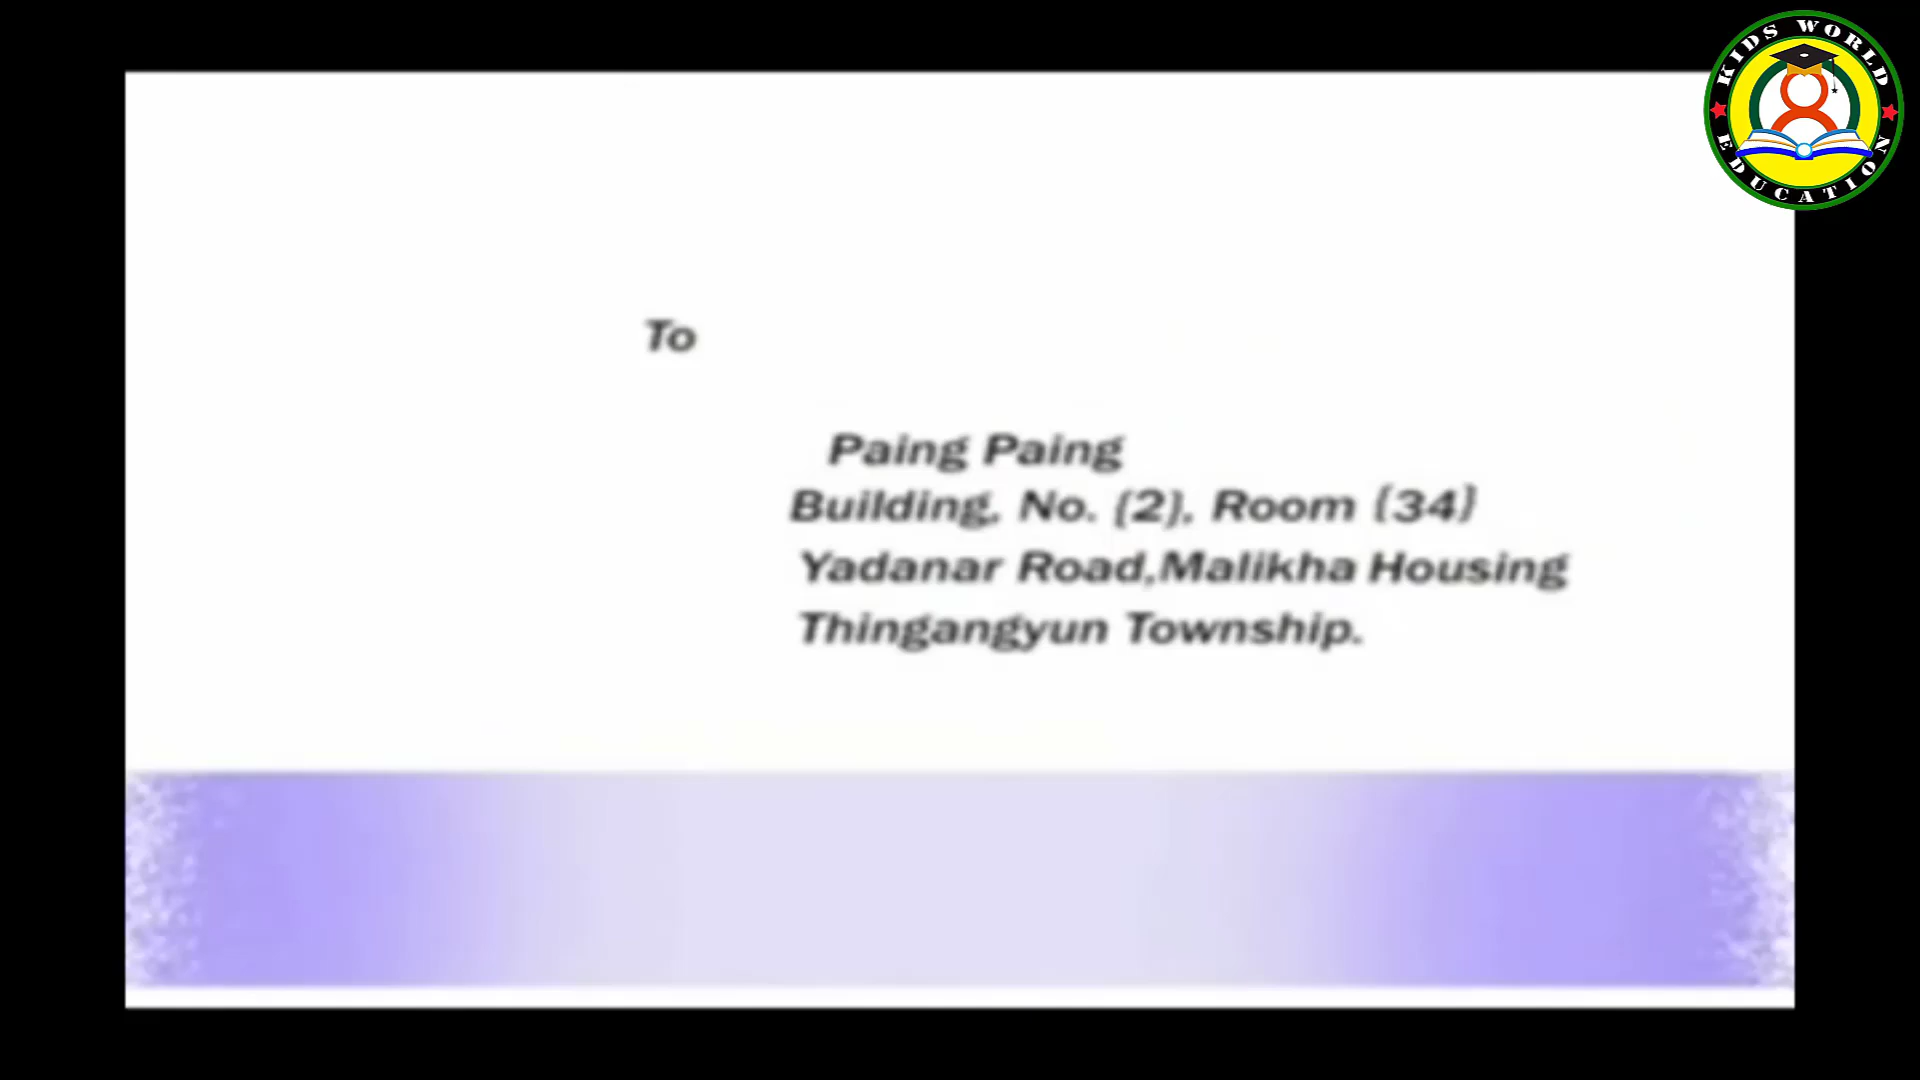 KIDS WORLD
EDUCATION
To
Paing Paing
Building, No. (2), Room (34)
Yadanar Road,Malikha Housing
Thingangyun Township.